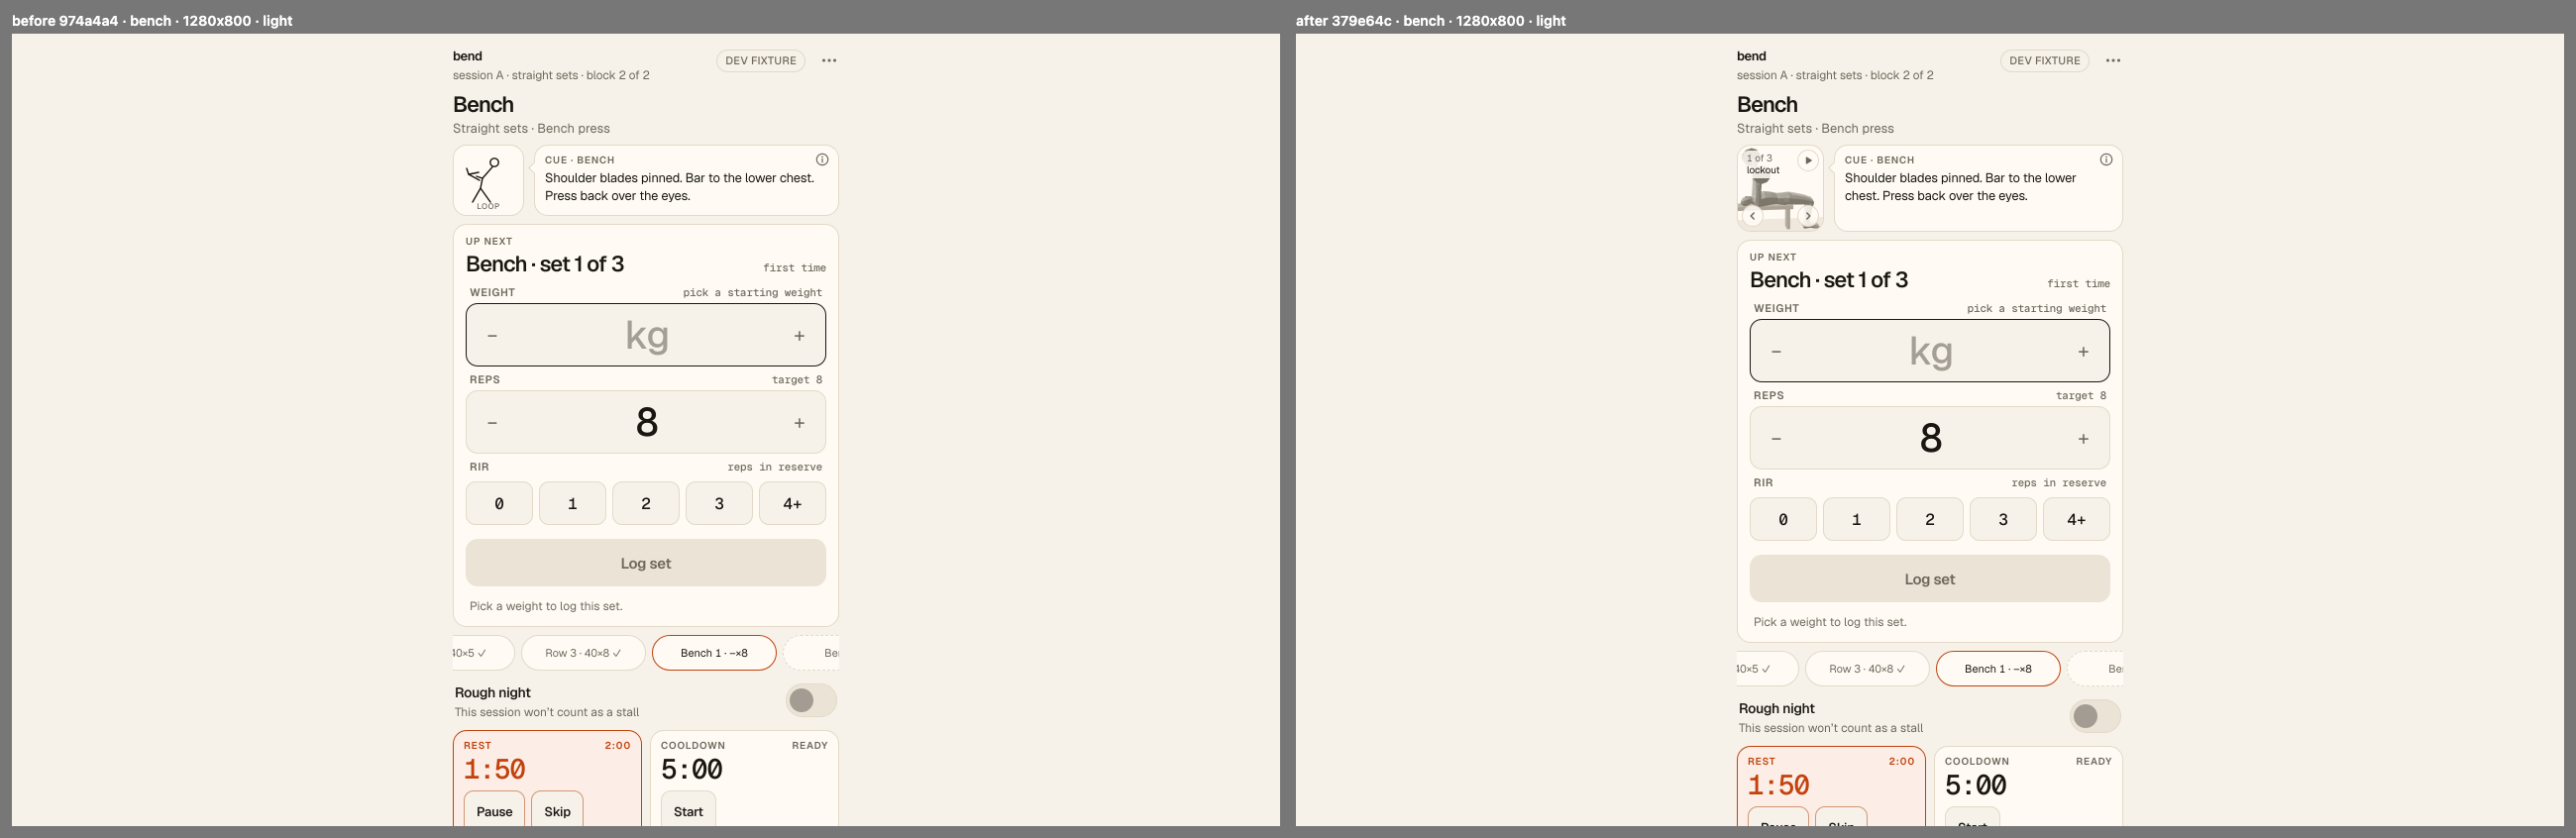 before 974a4a4 · bench · 1280x800 · light
bend
DEV FIXTURE
session A · straight sets · block 2 of 2
Bench
Straight sets · Bench press
LOOP
CUE · BENCH
Shoulder blades pinned. Bar to the lower chest.
Press back over the eyes.
UP NEXT
Bench · set 1 of 3
first time
WEIGHT
pick a starting weight
− kg +
REPS
target 8
− 8 +
RIR
reps in reserve
0 1 2 3 4+
Log set
Pick a weight to log this set.
40×5 ✓
Row 3 · 40×8 ✓
Bench 1 · –×8
Be
Rough night
This session won't count as a stall
REST 2:00
1:50
Pause Skip
COOLDOWN READY
5:00
Start
after 379e64c · bench · 1280x800 · light
bend
DEV FIXTURE
session A · straight sets · block 2 of 2
Bench
Straight sets · Bench press
1 of 3
lockout
CUE · BENCH
Shoulder blades pinned. Bar to the lower
chest. Press back over the eyes.
UP NEXT
Bench · set 1 of 3
first time
WEIGHT
pick a starting weight
− kg +
REPS
target 8
− 8 +
RIR
reps in reserve
0 1 2 3 4+
Log set
Pick a weight to log this set.
40×5 ✓
Row 3 · 40×8 ✓
Bench 1 · –×8
Be
Rough night
This session won't count as a stall
REST 2:00
1:50
Pause Skip
COOLDOWN READY
5:00
Start